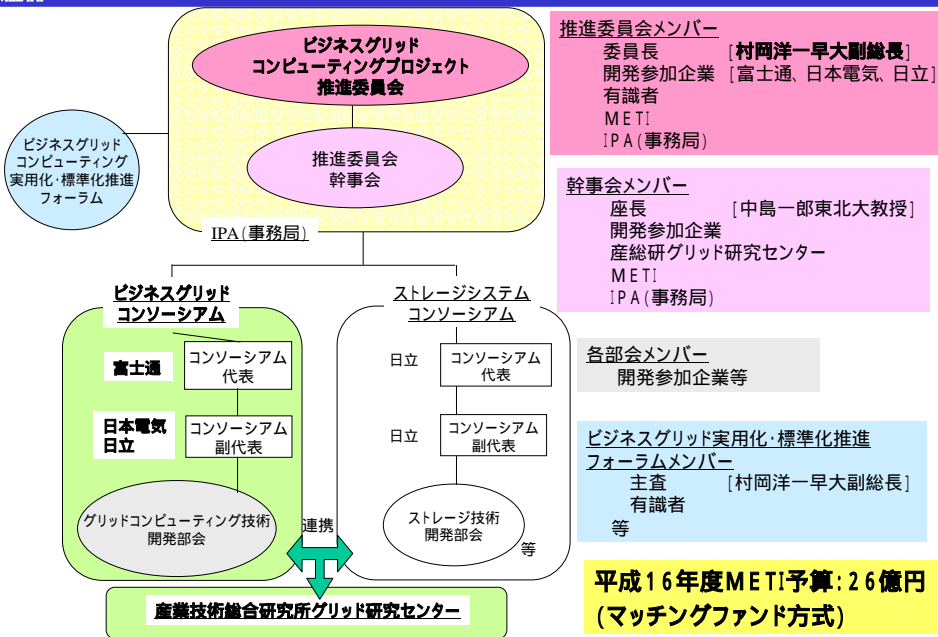 ビジネスグリッド
コンピューティングプロジェクト
推進委員会
推進委員会
幹事会
ビジネスグリッド
コンピューティング
実用化・標準化推進
フォーラム
IPA(事務局)
ビジネスグリッド
コンソーシアム
富士通
コンソーシアム
代表
日本電気
日立
コンソーシアム
副代表
グリッドコンピューティング技術
開発部会
ストレージシステム
コンソーシアム
日立
コンソーシアム
代表
日立
コンソーシアム
副代表
ストレージ技術
開発部会
等
連携
産業技術総合研究所グリッド研究センター
推進委員会メンバー
委員長 [村岡洋一早大副総長]
開発参加企業 [富士通、日本電気、日立]
有識者
METI
IPA(事務局)
幹事会メンバー
座長 [中島一郎東北大教授]
開発参加企業
産総研グリッド研究センター
METI
IPA(事務局)
各部会メンバー
開発参加企業等
ビジネスグリッド実用化・標準化推進
フォーラムメンバー
主査 [村岡洋一早大副総長]
有識者
等
平成16年度METI予算:26億円
(マッチングファンド方式)